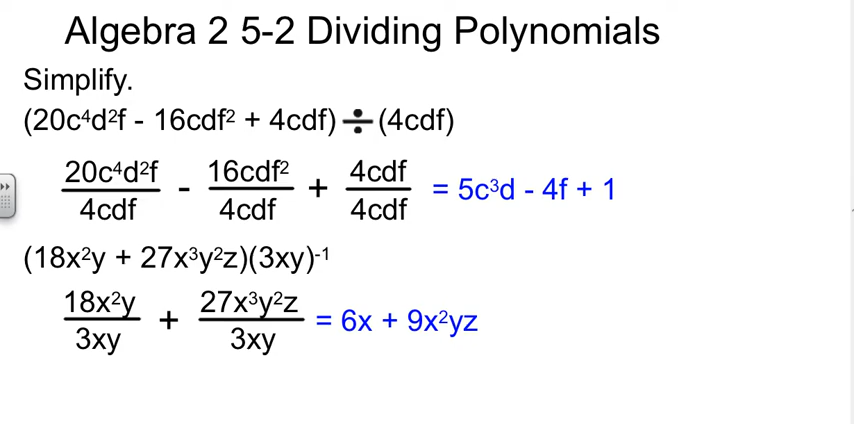 Algebra 2 5-2 Dividing Polynomials
Simplify.
(20c⁴d²f - 16cdf² + 4cdf) ÷ (4cdf)
20c⁴d²f/4cdf - 16cdf²/4cdf + 4cdf/4cdf = 5c³d - 4f + 1
(18x²y + 27x³y²z)(3xy)⁻¹
18x²y/3xy + 27x³y²z/3xy = 6x + 9x²yz